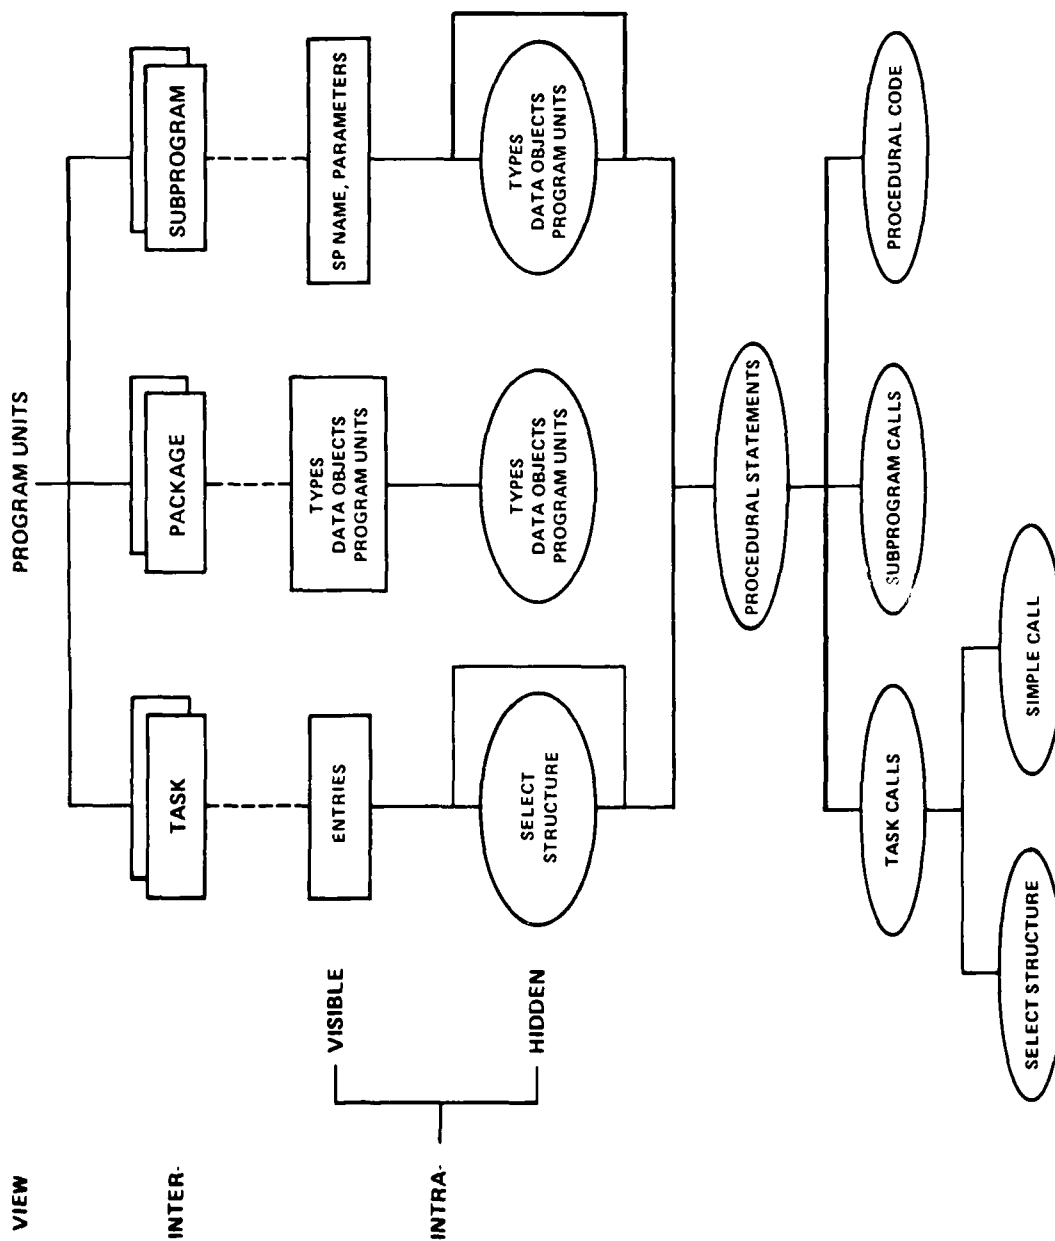 VIEW
PROGRAM UNITS
INTER-
TASK
PACKAGE
SUBPROGRAM
INTRA-
VISIBLE
ENTRIES
TYPES
DATA OBJECTS
PROGRAM UNITS
SP NAME, PARAMETERS
HIDDEN
SELECT
STRUCTURE
TYPES
DATA OBJECTS
PROGRAM UNITS
TYPES
DATA OBJECTS
PROGRAM UNITS
PROCEDURAL STATEMENTS
TASK CALLS
SUBPROGRAM CALLS
PROCEDURAL CODE
SELECT STRUCTURE
SIMPLE CALL